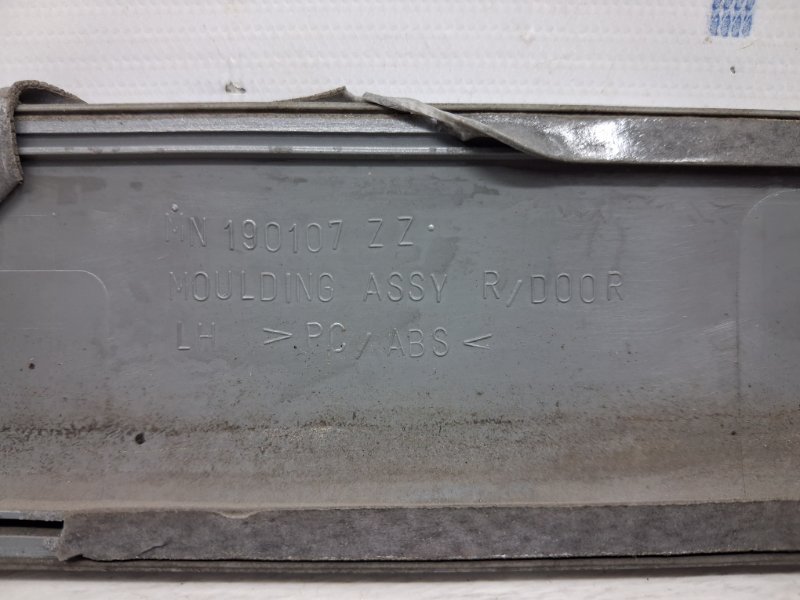 MN 190107 ZZ.
MOULDING ASSY R/DOOR
LH >PC/ABS<